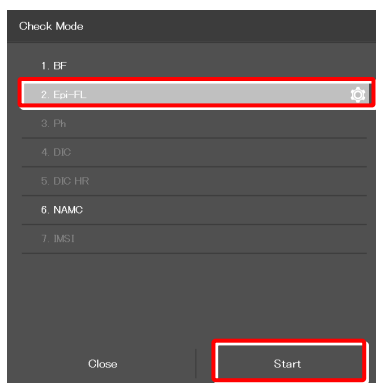 Check Mode
1. BF
2. Epi-FL
3. Ph
4. DIC
5. DIC HR
6. NAMC
7. IMSI
Close
Start